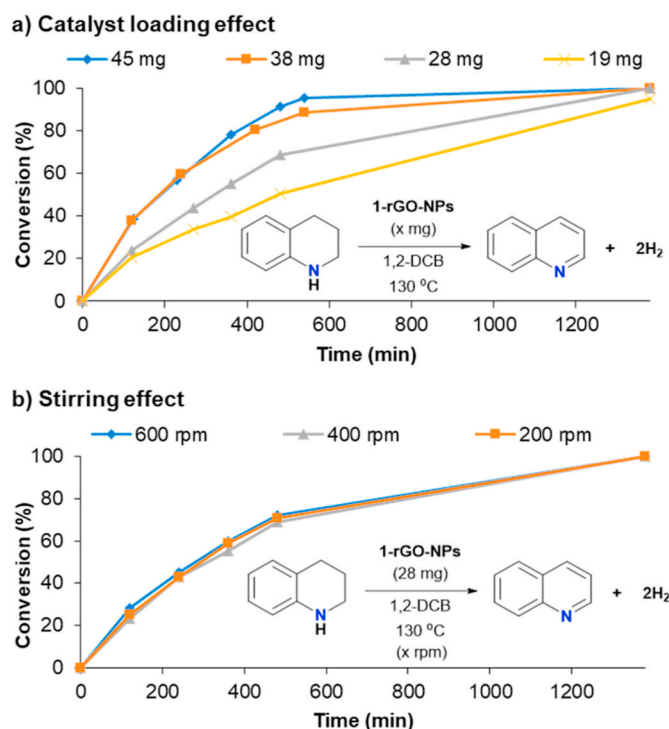 a) Catalyst loading effect
45 mg 38 mg 28 mg 19 mg
100
80
60
40
20
0
Conversion (%)
0 200 400 600 800 1000 1200
Time (min)
N
H
1-rGO-NPs
(x mg)
1,2-DCB
130 ºC
N
+ 2H₂
b) Stirring effect
600 rpm 400 rpm 200 rpm
100
80
60
40
20
0
Conversion (%)
0 200 400 600 800 1000 1200
Time (min)
N
H
1-rGO-NPs
(28 mg)
1,2-DCB
130 ºC
(x rpm)
N
+ 2H₂